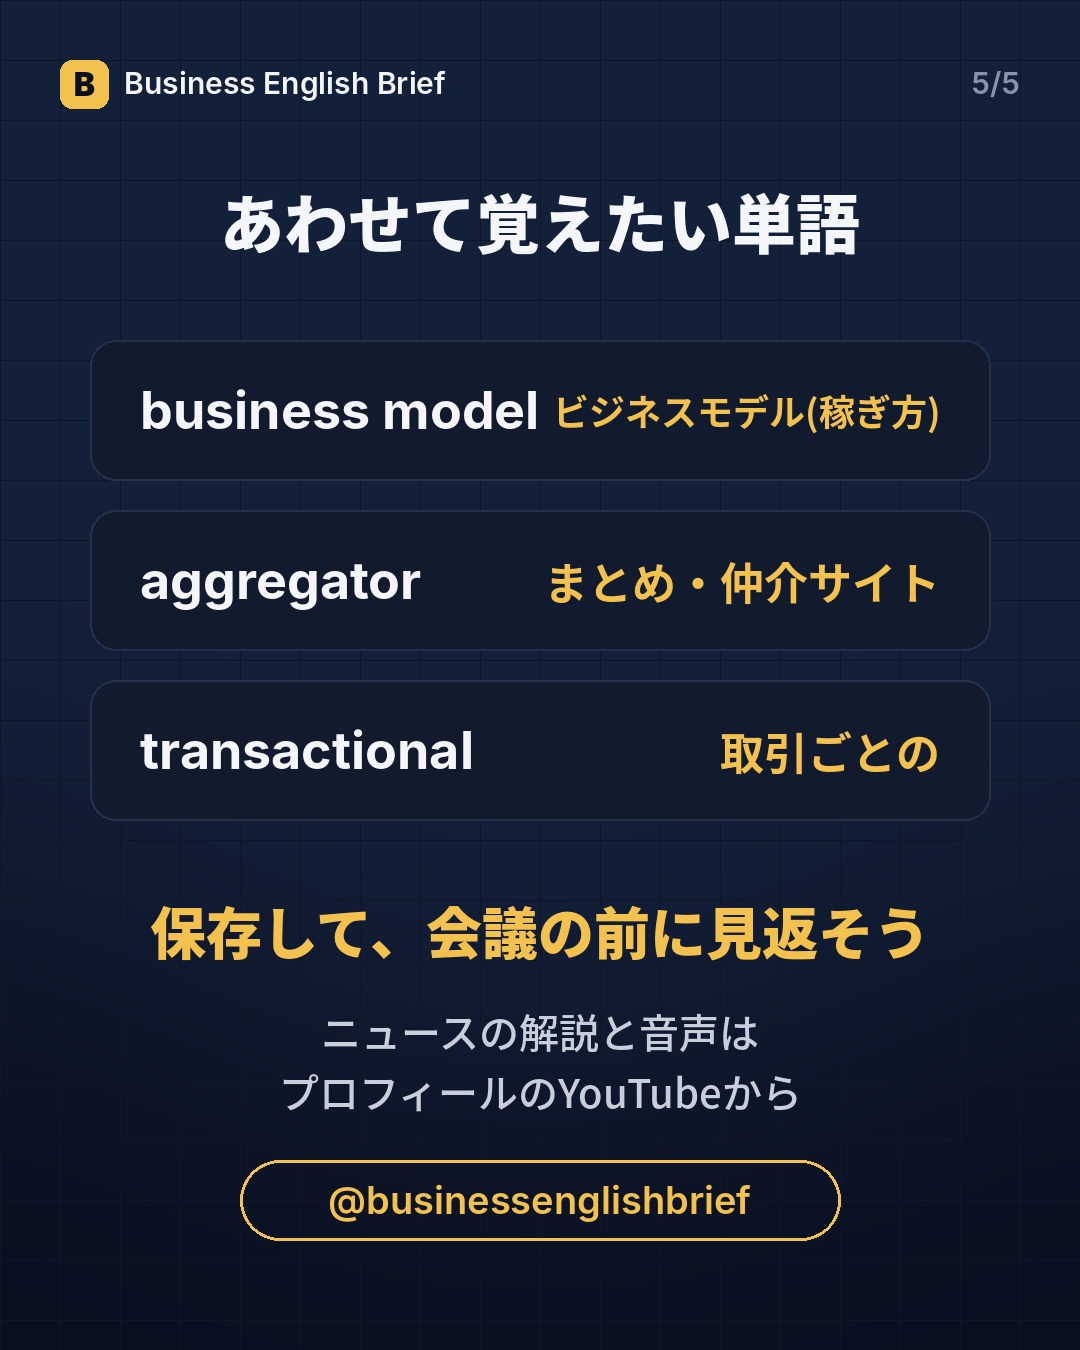 B Business English Brief 5/5
あわせて覚えたい単語
business model ビジネスモデル(稼ぎ方)
aggregator まとめ・仲介サイト
transactional 取引ごとの
保存して、会議の前に見返そう
ニュースの解説と音声は
プロフィールのYouTubeから
@businessenglishbrief